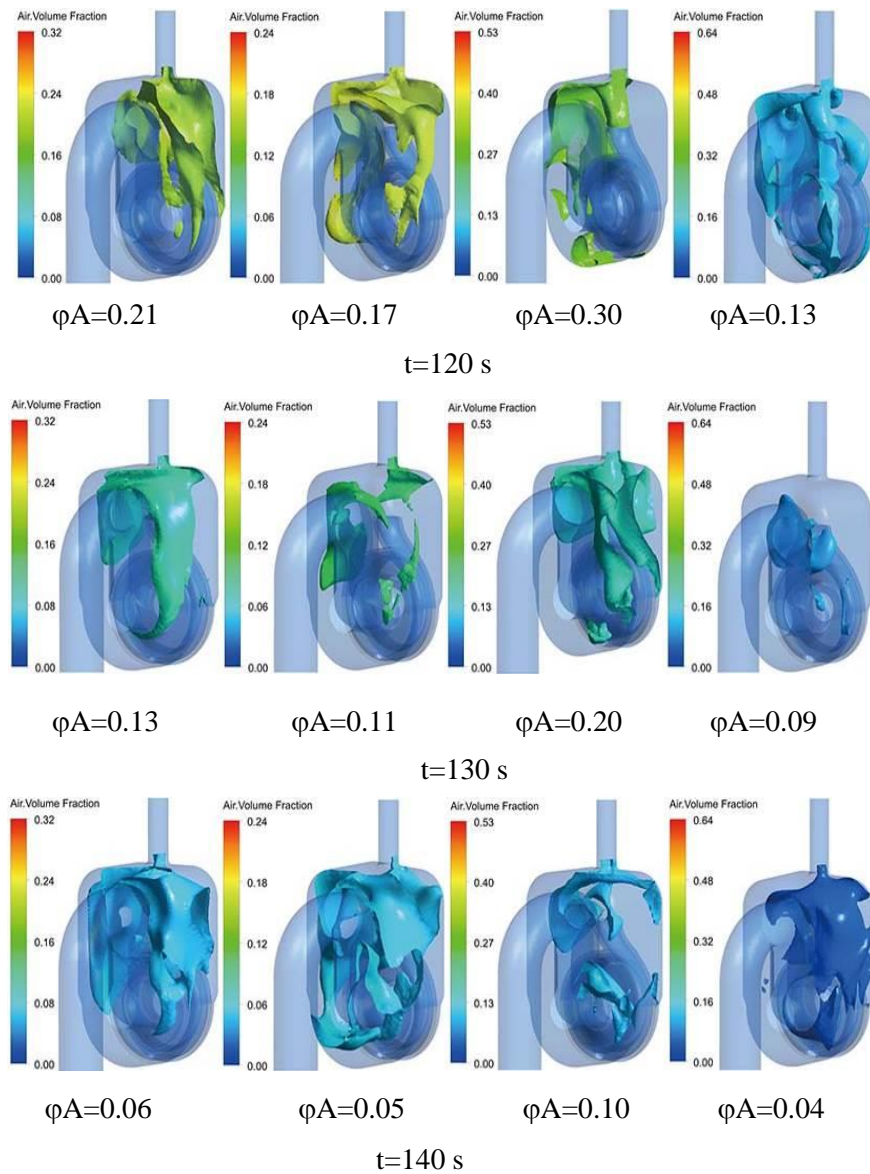 Air.Volume Fraction Air.Volume Fraction Air.Volume Fraction Air.Volume Fraction
0.32 0.24 0.53 0.64
0.24 0.18 0.40 0.48
0.16 0.12 0.27 0.32
0.08 0.06 0.13 0.16
0.00 0.00 0.00 0.00
φA=0.21 φA=0.17 φA=0.30 φA=0.13
t=120 s
Air.Volume Fraction Air.Volume Fraction Air.Volume Fraction Air.Volume Fraction
0.32 0.24 0.53 0.64
0.24 0.18 0.40 0.48
0.16 0.12 0.27 0.32
0.08 0.06 0.13 0.16
0.00 0.00 0.00 0.00
φA=0.13 φA=0.11 φA=0.20 φA=0.09
t=130 s
Air.Volume Fraction Air.Volume Fraction Air.Volume Fraction Air.Volume Fraction
0.32 0.24 0.53 0.64
0.24 0.18 0.40 0.48
0.16 0.12 0.27 0.32
0.08 0.06 0.13 0.16
0.00 0.00 0.00 0.00
φA=0.06 φA=0.05 φA=0.10 φA=0.04
t=140 s